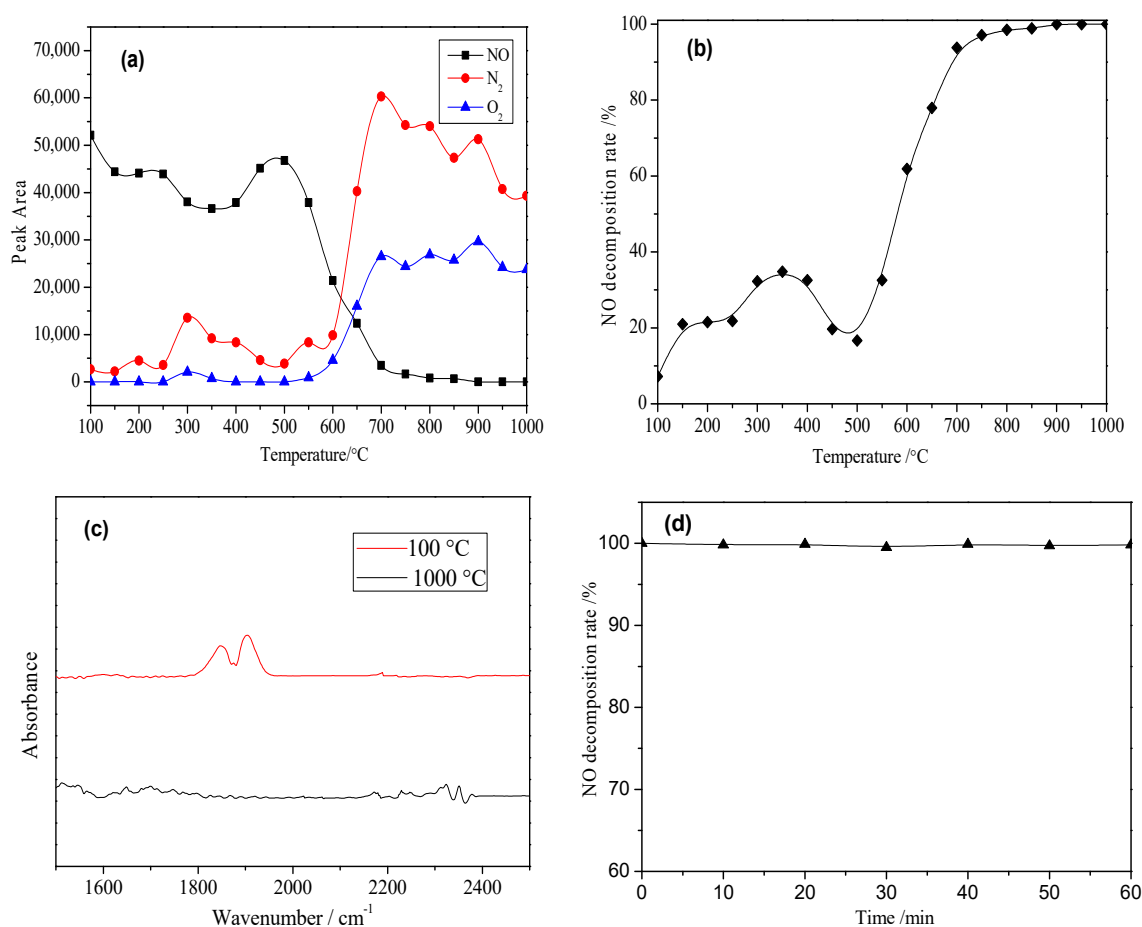 (a)
NO
N2
O2
70,000
60,000
50,000
40,000
30,000
20,000
10,000
0
Peak Area
100 200 300 400 500 600 700 800 900 1000
Temperature/°C
(b)
100
80
60
40
20
0
NO decomposition rate /%
100 200 300 400 500 600 700 800 900 1000
Temperature /°C
(c)
100 °C
1000 °C
Absorbance
1600 1800 2000 2200 2400
Wavenumber / cm-1
(d)
100
90
80
70
60
NO decomposition rate /%
0 10 20 30 40 50 60
Time /min